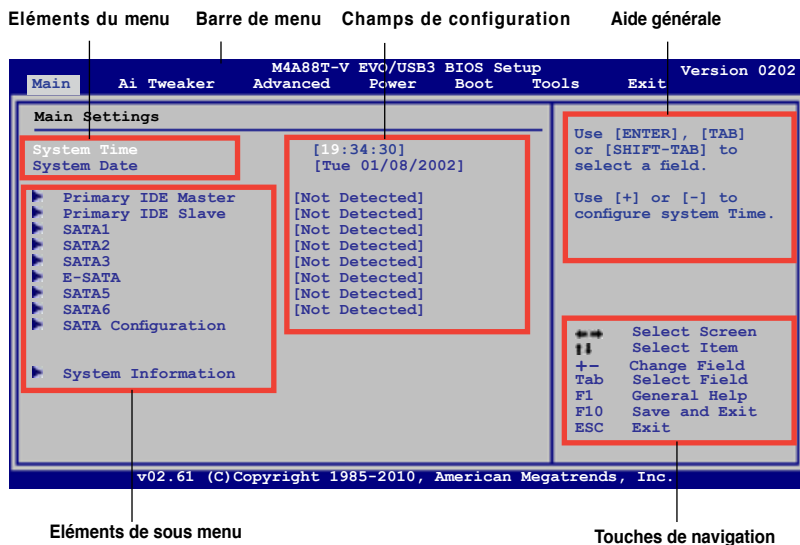 Eléments du menu Barre de menu Champs de configuration Aide générale
M4A88T-V EVO/USB3 BIOS Setup Version 0202
Main Ai Tweaker Advanced Power Boot Tools Exit
Main Settings
System Time [19:34:30]
System Date [Tue 01/08/2002]
Primary IDE Master [Not Detected]
Primary IDE Slave [Not Detected]
SATA1 [Not Detected]
SATA2 [Not Detected]
SATA3 [Not Detected]
E-SATA [Not Detected]
SATA5 [Not Detected]
SATA6 [Not Detected]
SATA Configuration
System Information
Use [ENTER], [TAB]
or [SHIFT-TAB] to
select a field.
Use [+] or [-] to
configure system Time.
Select Screen
Select Item
+- Change Field
Tab Select Field
F1 General Help
F10 Save and Exit
ESC Exit
v02.61 (C)Copyright 1985-2010, American Megatrends, Inc.
Eléments de sous menu
Touches de navigation